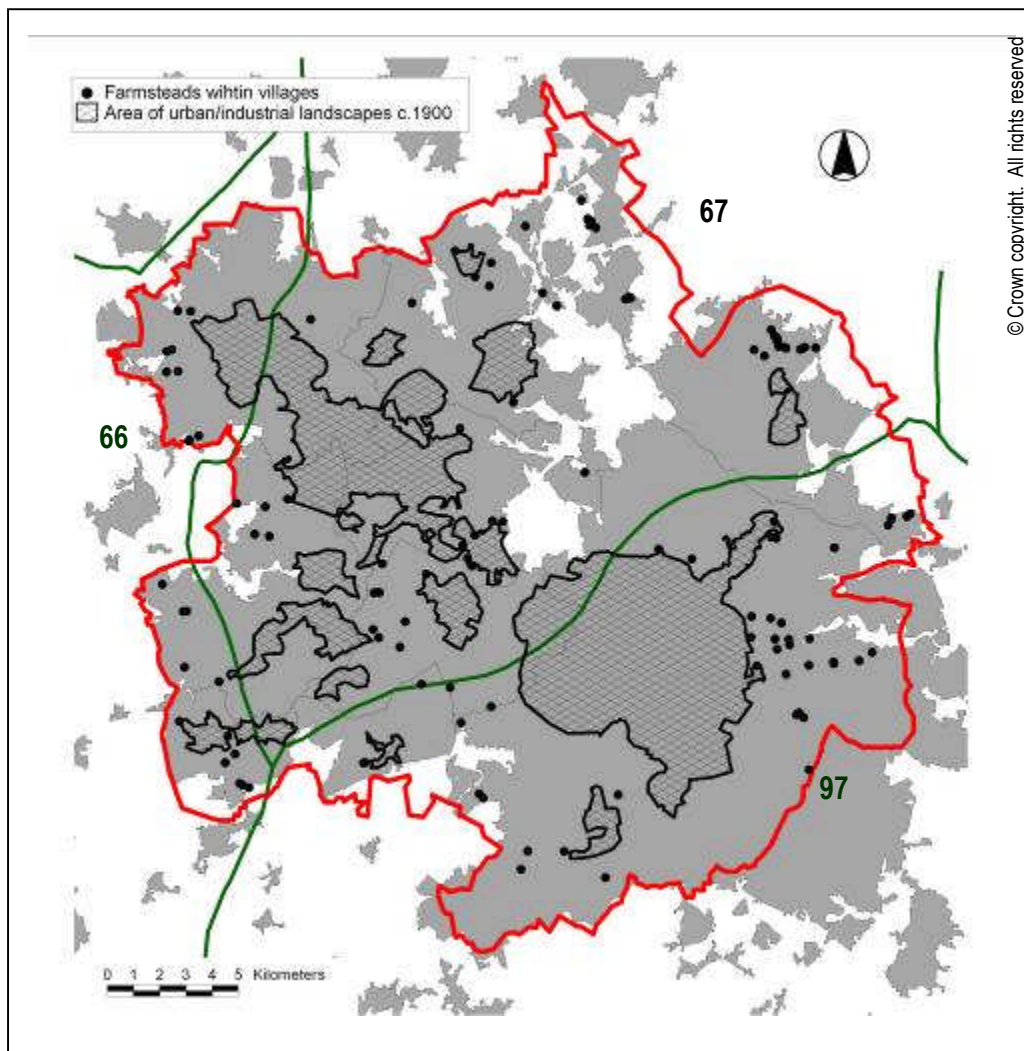 Farmsteads wihtin villages
Area of urban/industrial landscapes c.1900
© Crown copyright. All rights reserved
67
66
97
0 1 2 3 4 5 Kilometers